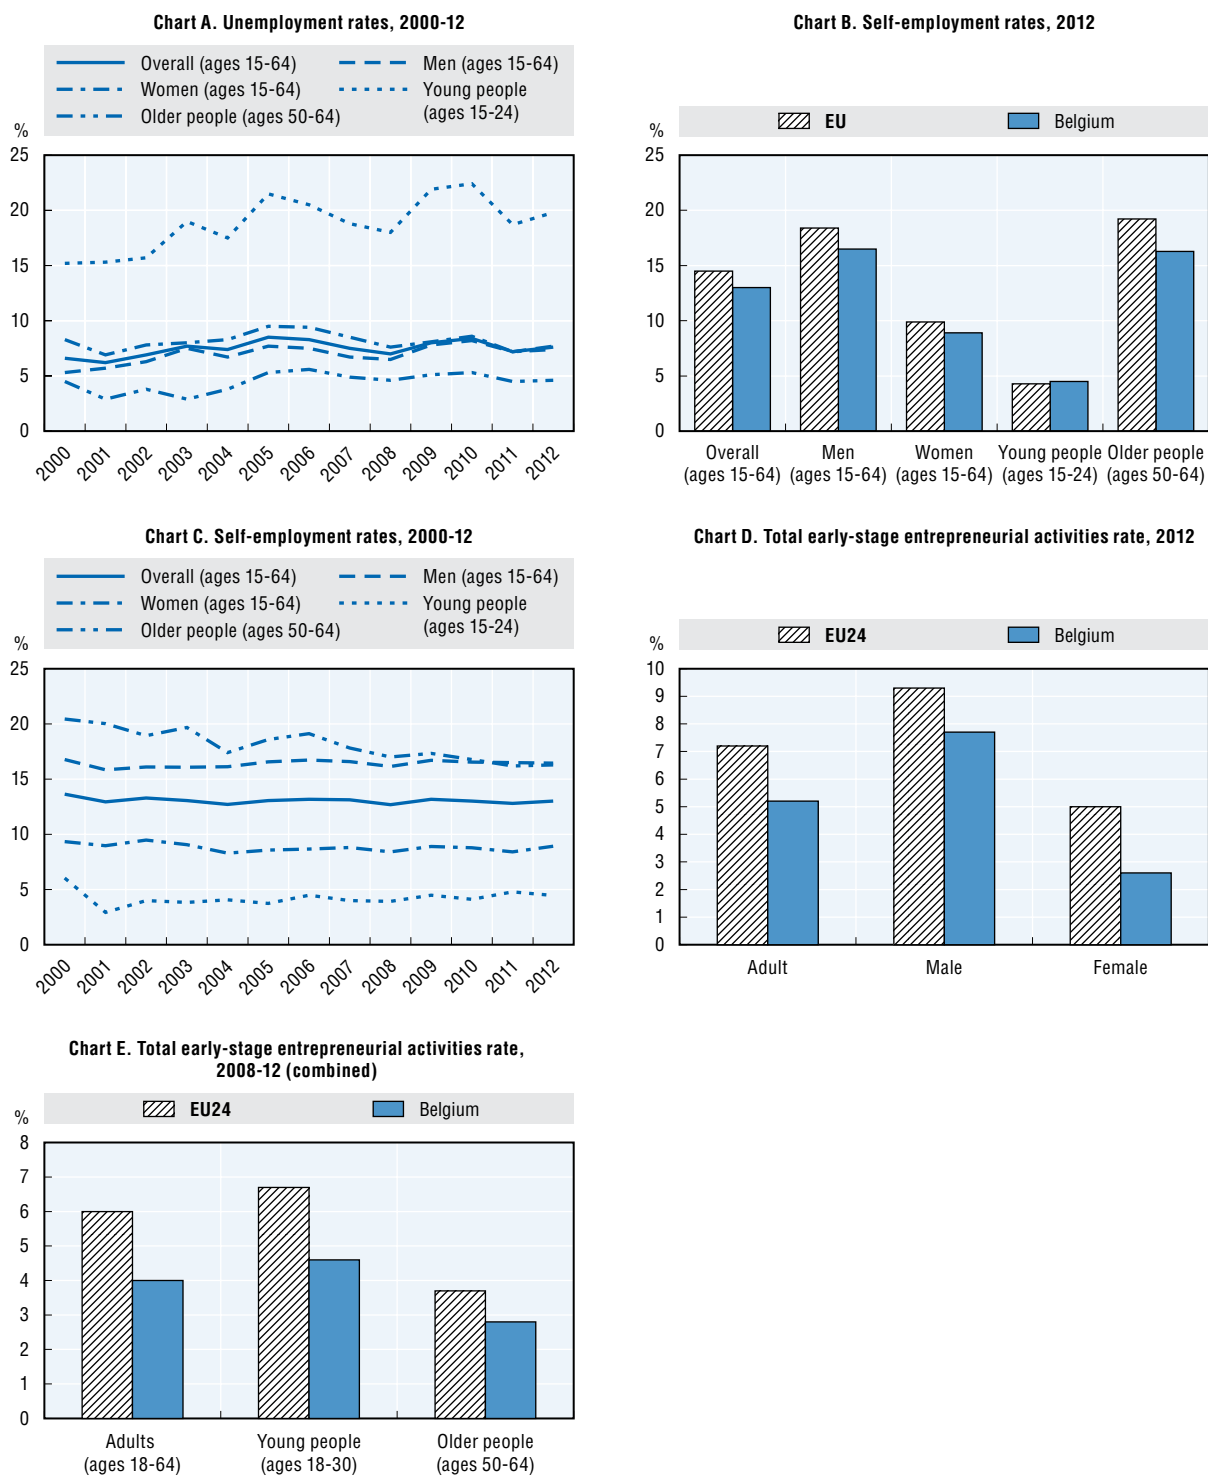 Chart A. Unemployment rates, 2000-12
Overall (ages 15-64)
Men (ages 15-64)
Women (ages 15-64)
Young people
(ages 15-24)
Older people (ages 50-64)
%
25
20
15
10
5
0
2000
2001
2002
2003
2004
2005
2006
2007
2008
2009
2010
2011
2012
Chart B. Self-employment rates, 2012
EU
Belgium
%
25
20
15
10
5
0
Overall
(ages 15-64)
Men
(ages 15-64)
Women
(ages 15-64)
Young people
(ages 15-24)
Older people
(ages 50-64)
Chart C. Self-employment rates, 2000-12
Overall (ages 15-64)
Men (ages 15-64)
Women (ages 15-64)
Young people
(ages 15-24)
Older people (ages 50-64)
%
25
20
15
10
5
0
2000
2001
2002
2003
2004
2005
2006
2007
2008
2009
2010
2011
2012
Chart D. Total early-stage entrepreneurial activities rate, 2012
EU24
Belgium
%
10
9
8
7
6
5
4
3
2
1
0
Adult
Male
Female
Chart E. Total early-stage entrepreneurial activities rate,
2008-12 (combined)
EU24
Belgium
%
8
7
6
5
4
3
2
1
0
Adults
(ages 18-64)
Young people
(ages 18-30)
Older people
(ages 50-64)